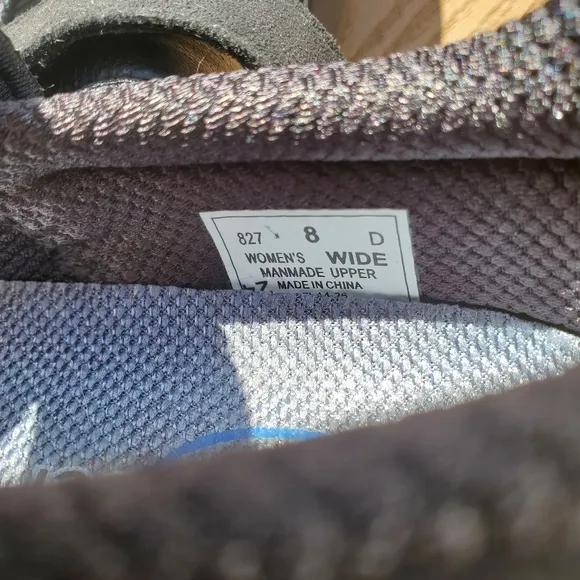 827 8 D
WOMEN'S WIDE
MANMADE UPPER
MADE IN CHINA